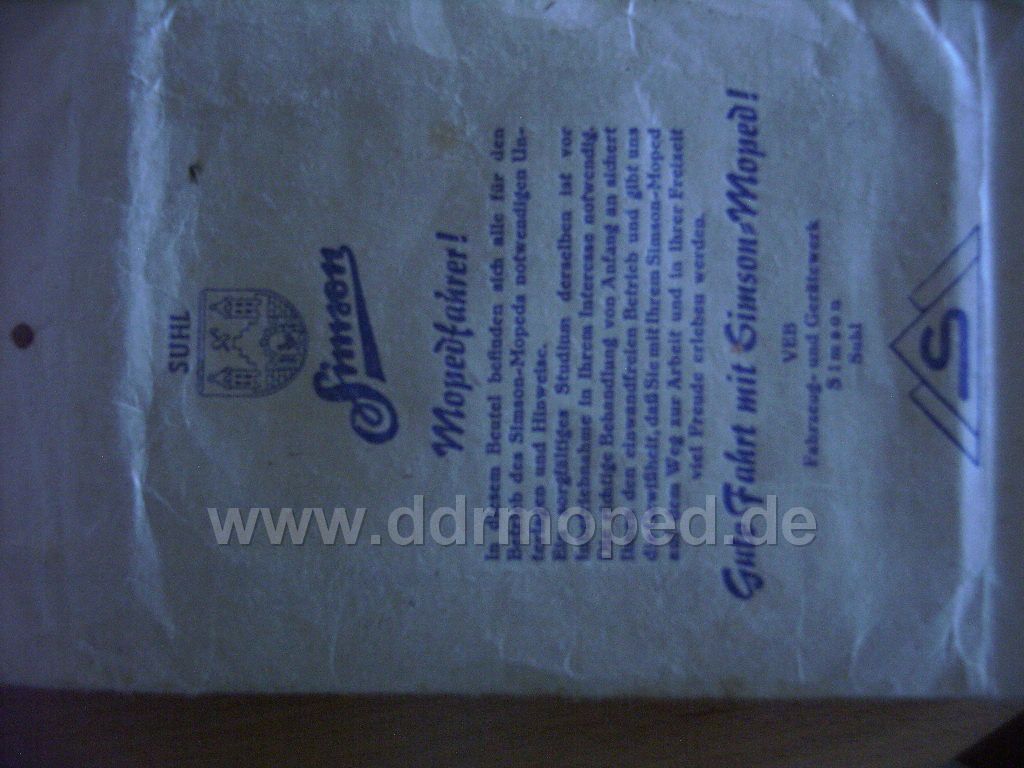 SUHL
Simson
Mopedfahrer!
In diesem Beutel befinden sich alle für den
Betrieb des Simson-Mopeds notwendigen Un-
terlagen und Hinweise.
Ein sorgfältiges Studium derselben ist vor
Inbetriebnahme in Ihrem Interesse notwendig.
Die richtige Behandlung von Anfang an sichert
Ihnen den einwandfreien Betrieb und gibt uns
die Gewißheit, daß Sie mit Ihrem Simson-Moped
auf dem Weg zur Arbeit und in Ihrer Freizeit
viel Freude erleben werden.
Gute Fahrt mit Simson-Moped!
VEB
Fahrzeug- und Gerätewerk
Simson
Suhl
S
www.ddrmoped.de